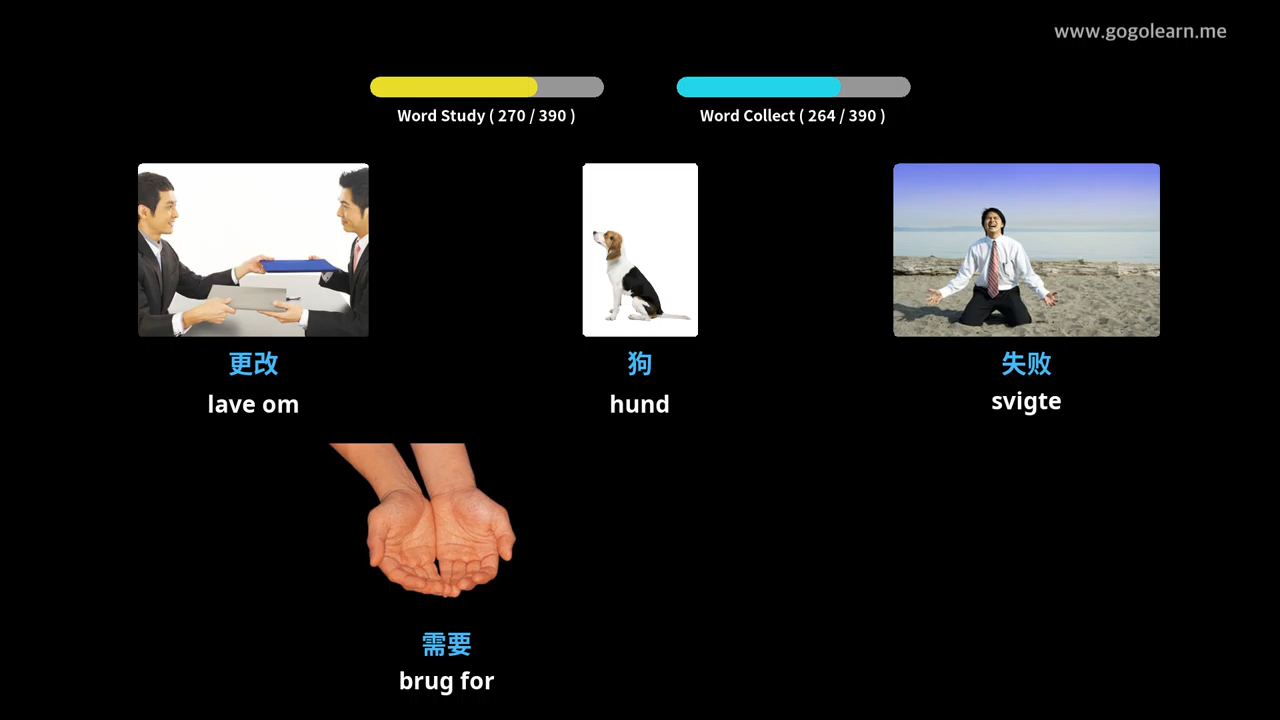 www.gogolearn.me
Word Study ( 270 / 390 )
Word Collect ( 264 / 390 )
更改
lave om
狗
hund
失败
svigte
需要
brug for